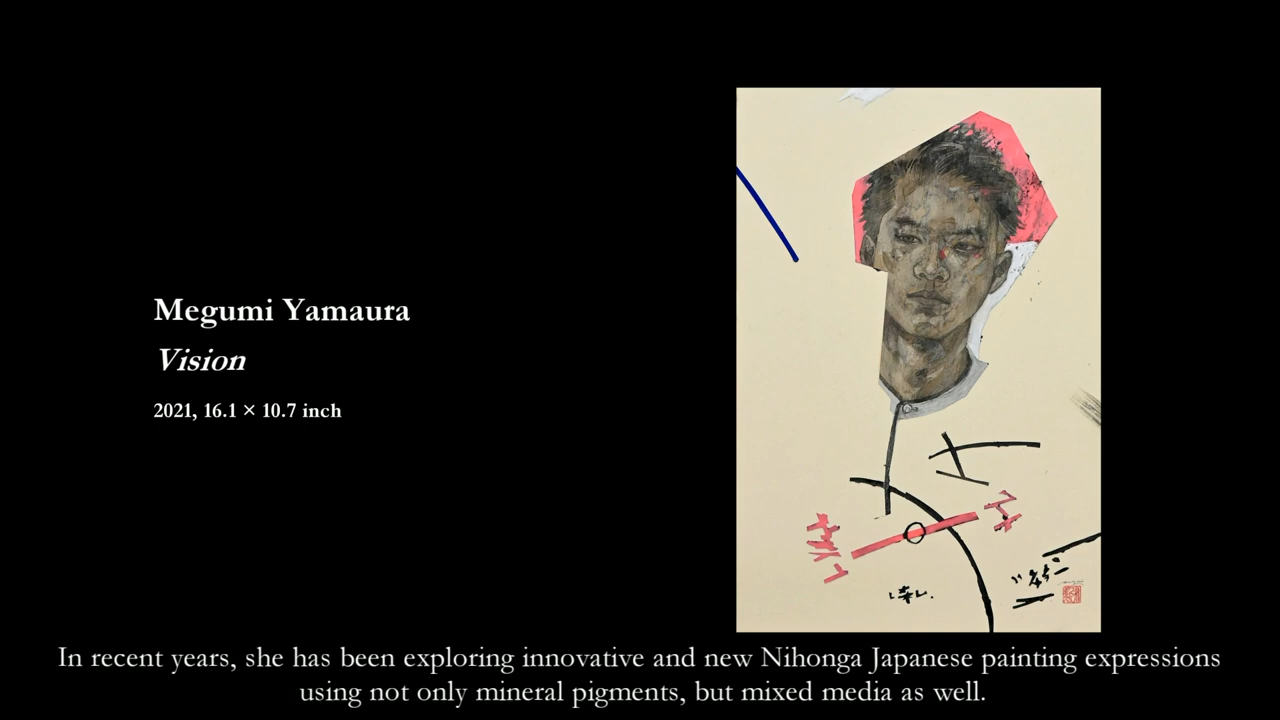 Megumi Yamaura
Vision
2021, 16.1 × 10.7 inch
In recent years, she has been exploring innovative and new Nihonga Japanese painting expressions
using not only mineral pigments, but mixed media as well.